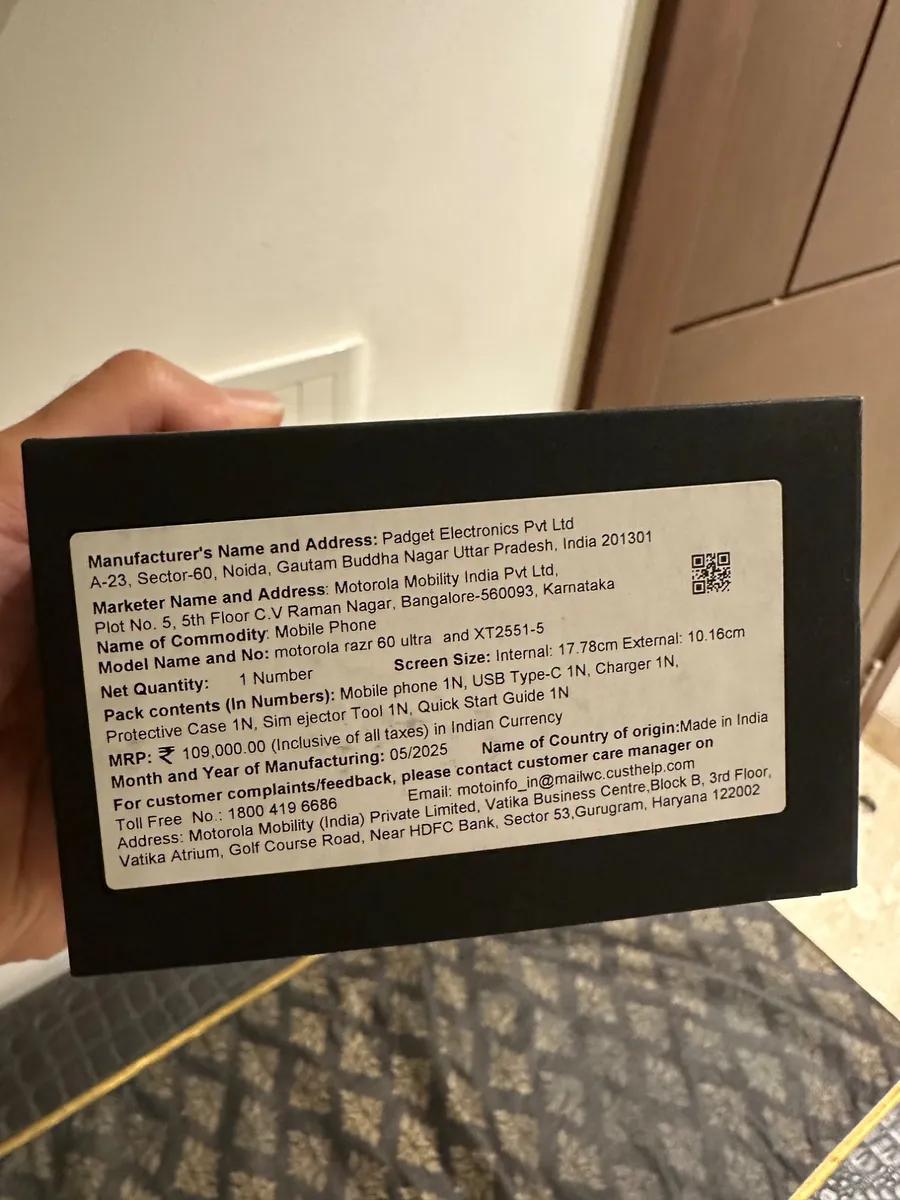 Manufacturer's Name and Address: Padget Electronics Pvt Ltd
A-23, Sector-60, Noida, Gautam Buddha Nagar Uttar Pradesh, India 201301
Marketer Name and Address: Motorola Mobility India Pvt Ltd,
Plot No. 5, 5th Floor C.V Raman Nagar, Bangalore-560093, Karnataka
Name of Commodity: Mobile Phone
Model Name and No: motorola razr 60 ultra and XT2551-5
Net Quantity: 1 Number Screen Size: Internal: 17.78cm External: 10.16cm
Pack contents (In Numbers): Mobile phone 1N, USB Type-C 1N, Charger 1N,
Protective Case 1N, Sim ejector Tool 1N, Quick Start Guide 1N
MRP: ₹ 109,000.00 (Inclusive of all taxes) in Indian Currency
Month and Year of Manufacturing: 05/2025 Name of Country of origin:Made in India
For customer complaints/feedback, please contact customer care manager on
Toll Free No.: 1800 419 6686 Email: motoinfo_in@mailwc.custhelp.com
Address: Motorola Mobility (India) Private Limited, Vatika Business Centre,Block B, 3rd Floor,
Vatika Atrium, Golf Course Road, Near HDFC Bank, Sector 53,Gurugram, Haryana 122002